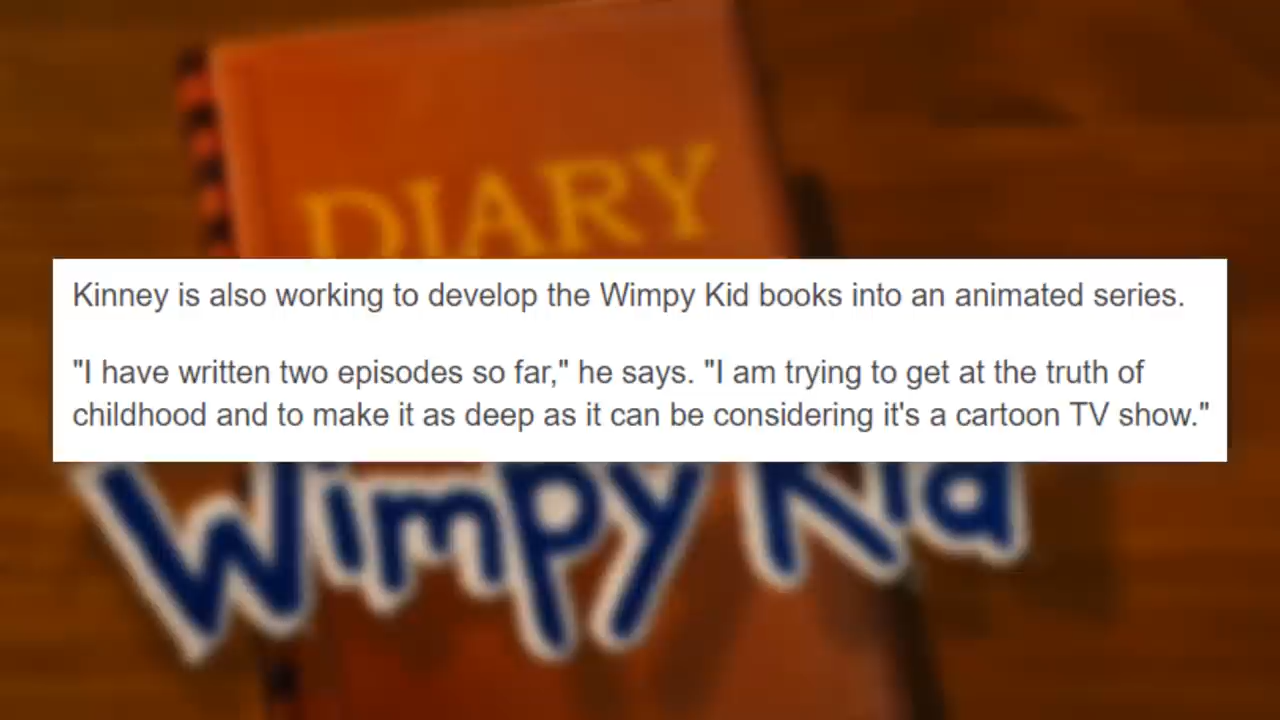 DIARY
Kinney is also working to develop the Wimpy Kid books into an animated series.
"I have written two episodes so far," he says. "I am trying to get at the truth of
childhood and to make it as deep as it can be considering it's a cartoon TV show."
Wimpy Kid